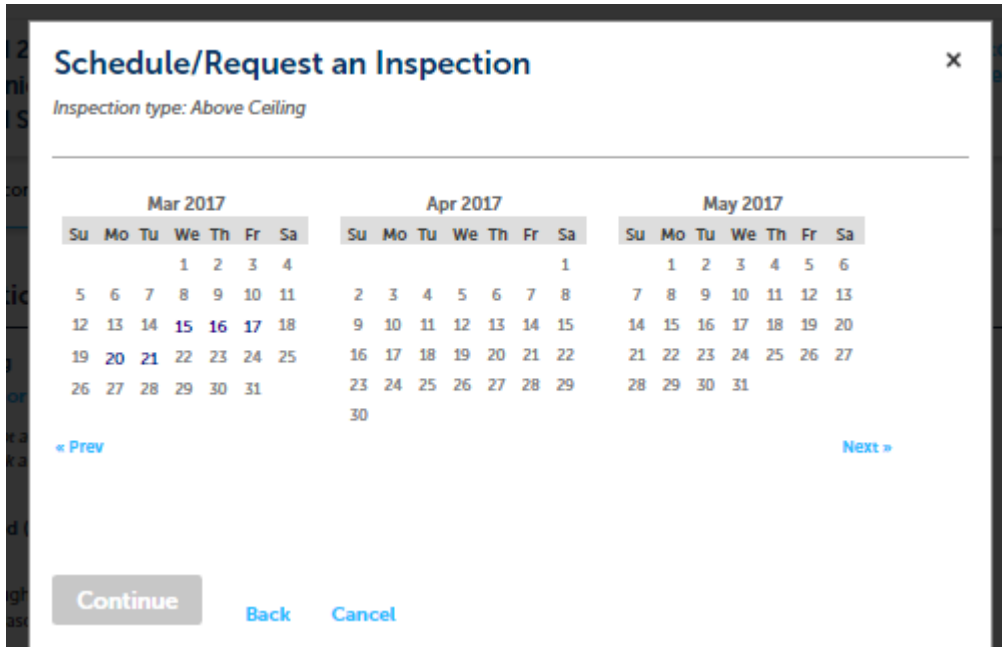 Schedule/Request an Inspection
×
Inspection type: Above Ceiling
Mar 2017
Su Mo Tu We Th Fr Sa
1 2 3 4
5 6 7 8 9 10 11
12 13 14 15 16 17 18
19 20 21 22 23 24 25
26 27 28 29 30 31
Apr 2017
Su Mo Tu We Th Fr Sa
1
2 3 4 5 6 7 8
9 10 11 12 13 14 15
16 17 18 19 20 21 22
23 24 25 26 27 28 29
30
May 2017
Su Mo Tu We Th Fr Sa
1 2 3 4 5 6
7 8 9 10 11 12 13
14 15 16 17 18 19 20
21 22 23 24 25 26 27
28 29 30 31
« Prev
Next »
Continue
Back
Cancel